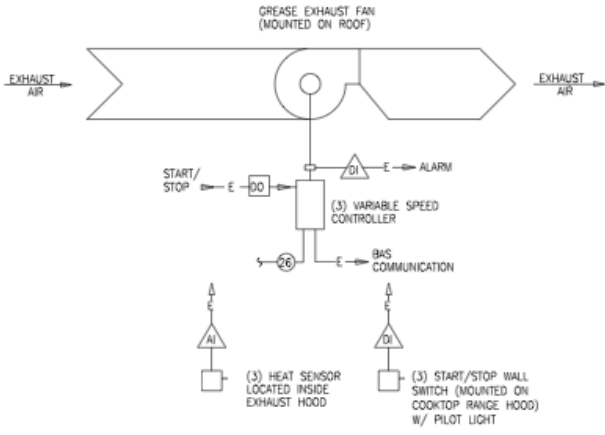 GREASE EXHAUST FAN
(MOUNTED ON ROOF)
EXHAUST
AIR
EXHAUST
AIR
START/
STOP
E
DO
DI
E
ALARM
(3) VARIABLE SPEED
CONTROLLER
26
E
BAS
COMMUNICATION
E
AI
(3) HEAT SENSOR
LOCATED INSIDE
EXHAUST HOOD
E
DI
(3) START/STOP WALL
SWITCH (MOUNTED ON
COOKTOP RANGE HOOD)
W/ PILOT LIGHT